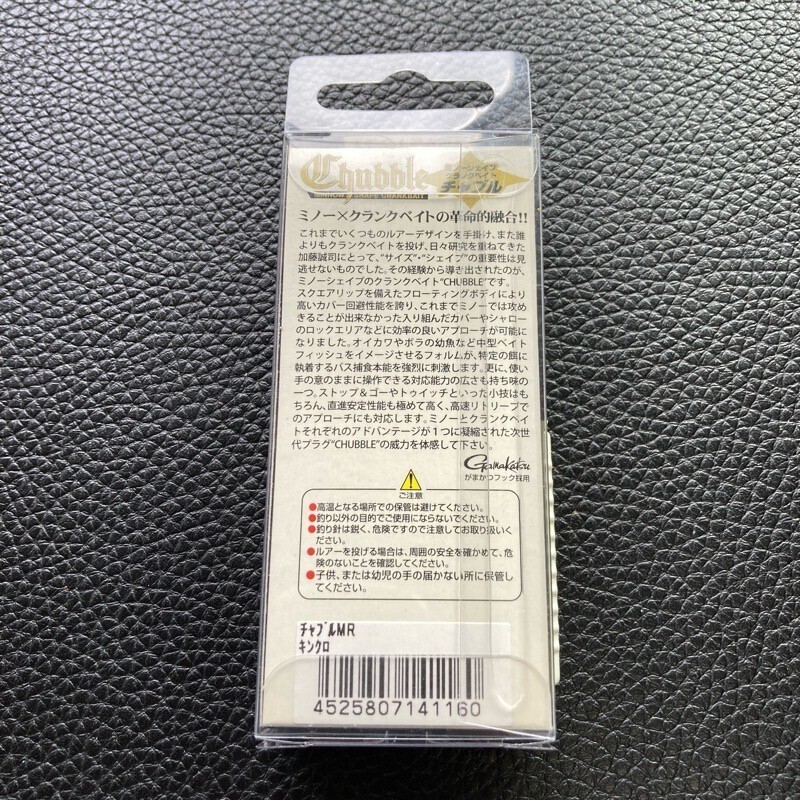 Chubble
MINNOW SHAPE CRANKBAIT
ミノーシェイプ
クランクベイト
チャブル
ミノー×クランクベイトの革命的融合!!
これまでいくつものルアーデザインを手掛け、また誰
よりもクランクベイトを投げ、日々研究を重ねてきた
加藤誠司にとって、"サイズ"・"シェイプ"の重要性は見
逃せないものでした。その経験から導き出されたのが、
ミノーシェイプのクランクベイト"CHUBBLE"です。
スクエアリップを備えたフローティングボディにより
高いカバー回避性能を誇り、これまでミノーでは攻め
きることが出来なかった入り組んだカバーやシャロー
のロックエリアなどに効率の良いアプローチが可能に
なりました。オイカワやボラの幼魚など中型ベイト
フィッシュをイメージさせるフォルムが、特定の餌に
執着するバス捕食本能を強烈に刺激します。更に、使い
手の意のままに操作できる対応能力の広さも持ち味の
一つ。ストップ&ゴーやトゥイッチといった小技はも
ちろん、直進安定性能も極めて高く、高速リトリーブで
のアプローチにも対応します。ミノーとクランクベイ
トそれぞれのアドバンテージが1つに凝縮された次世
代プラグ"CHUBBLE"の威力を体感して下さい。
Gamakatsu
がまかつフック採用
ご注意
●高温となる場所での保管は避けてください。
●釣り以外の目的でご使用にならないでください。
●釣り針は鋭く、危険ですので注意してお取り扱いく
ださい。
●ルアーを投げる場合は、周囲の安全を確かめて、危
険のないことを確認してください。
●子供、または幼児の手の届かない所に保管し
てください。
チャブルMR
キンクロ
4525807141160